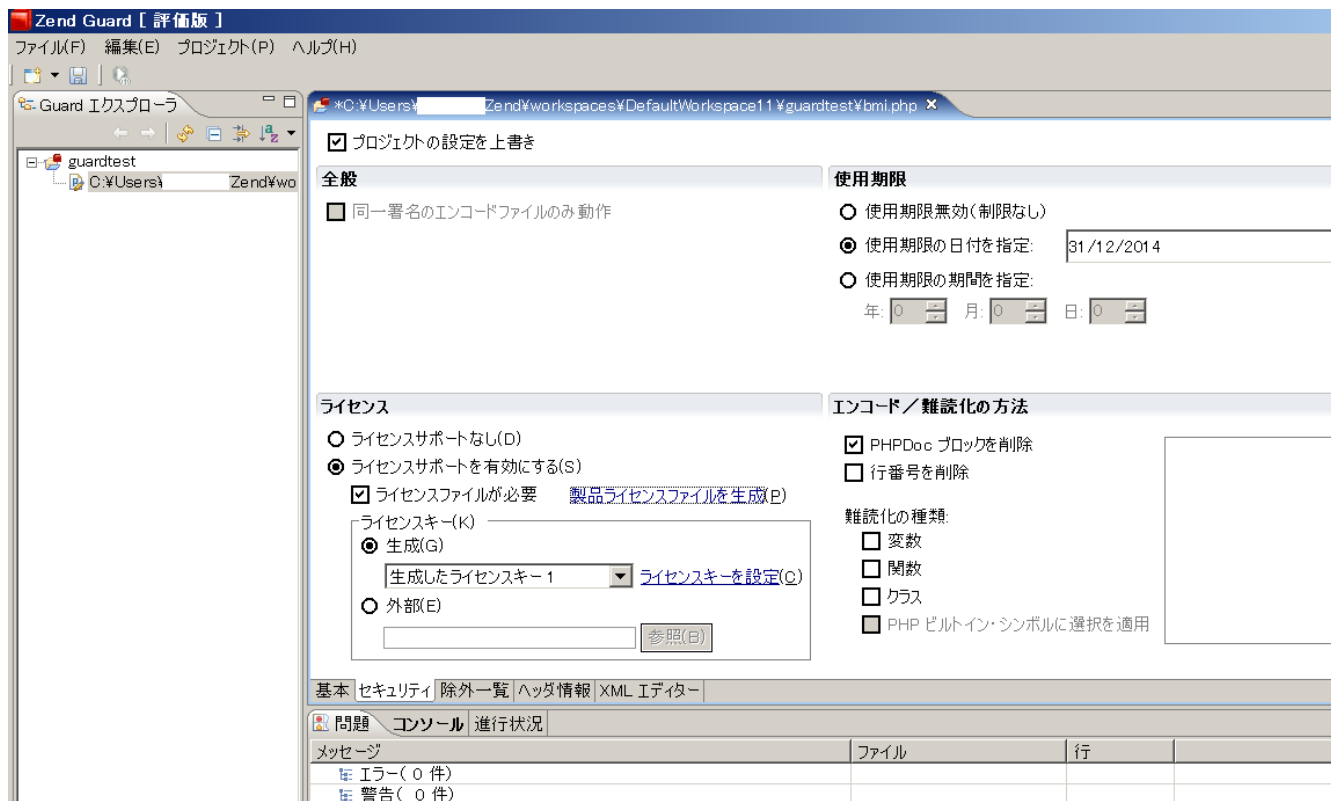 Zend Guard [ 評価版 ]
ファイル(F) 編集(E) プロジェクト(P) ヘルプ(H)
Guard エクスプローラ
guardtest
C:¥Users¥ Zend¥wo
*C:¥Users¥ Zend¥workspaces¥DefaultWorkspace11¥guardtest¥bmi.php
プロジェクトの設定を上書き
全般
同一署名のエンコードファイルのみ動作
使用期限
使用期限無効(制限なし)
使用期限の日付を指定: 31/12/2014
使用期限の期間を指定:
年: 0 月: 0 日: 0
ライセンス
ライセンスサポートなし(D)
ライセンスサポートを有効にする(S)
ライセンスファイルが必要 製品ライセンスファイルを生成(P)
ライセンスキー(K)
生成(G)
生成したライセンスキー 1 ライセンスキーを設定(C)
外部(E)
参照(B)
エンコード/難読化の方法
PHPDoc ブロックを削除
行番号を削除
難読化の種類:
変数
関数
クラス
PHP ビルトイン・シンボルに選択を適用
基本 セキュリティ 除外一覧 ヘッダ情報 XML エディター
問題 コンソール 進行状況
メッセージ ファイル 行
エラー( 0 件)
警告( 0 件)